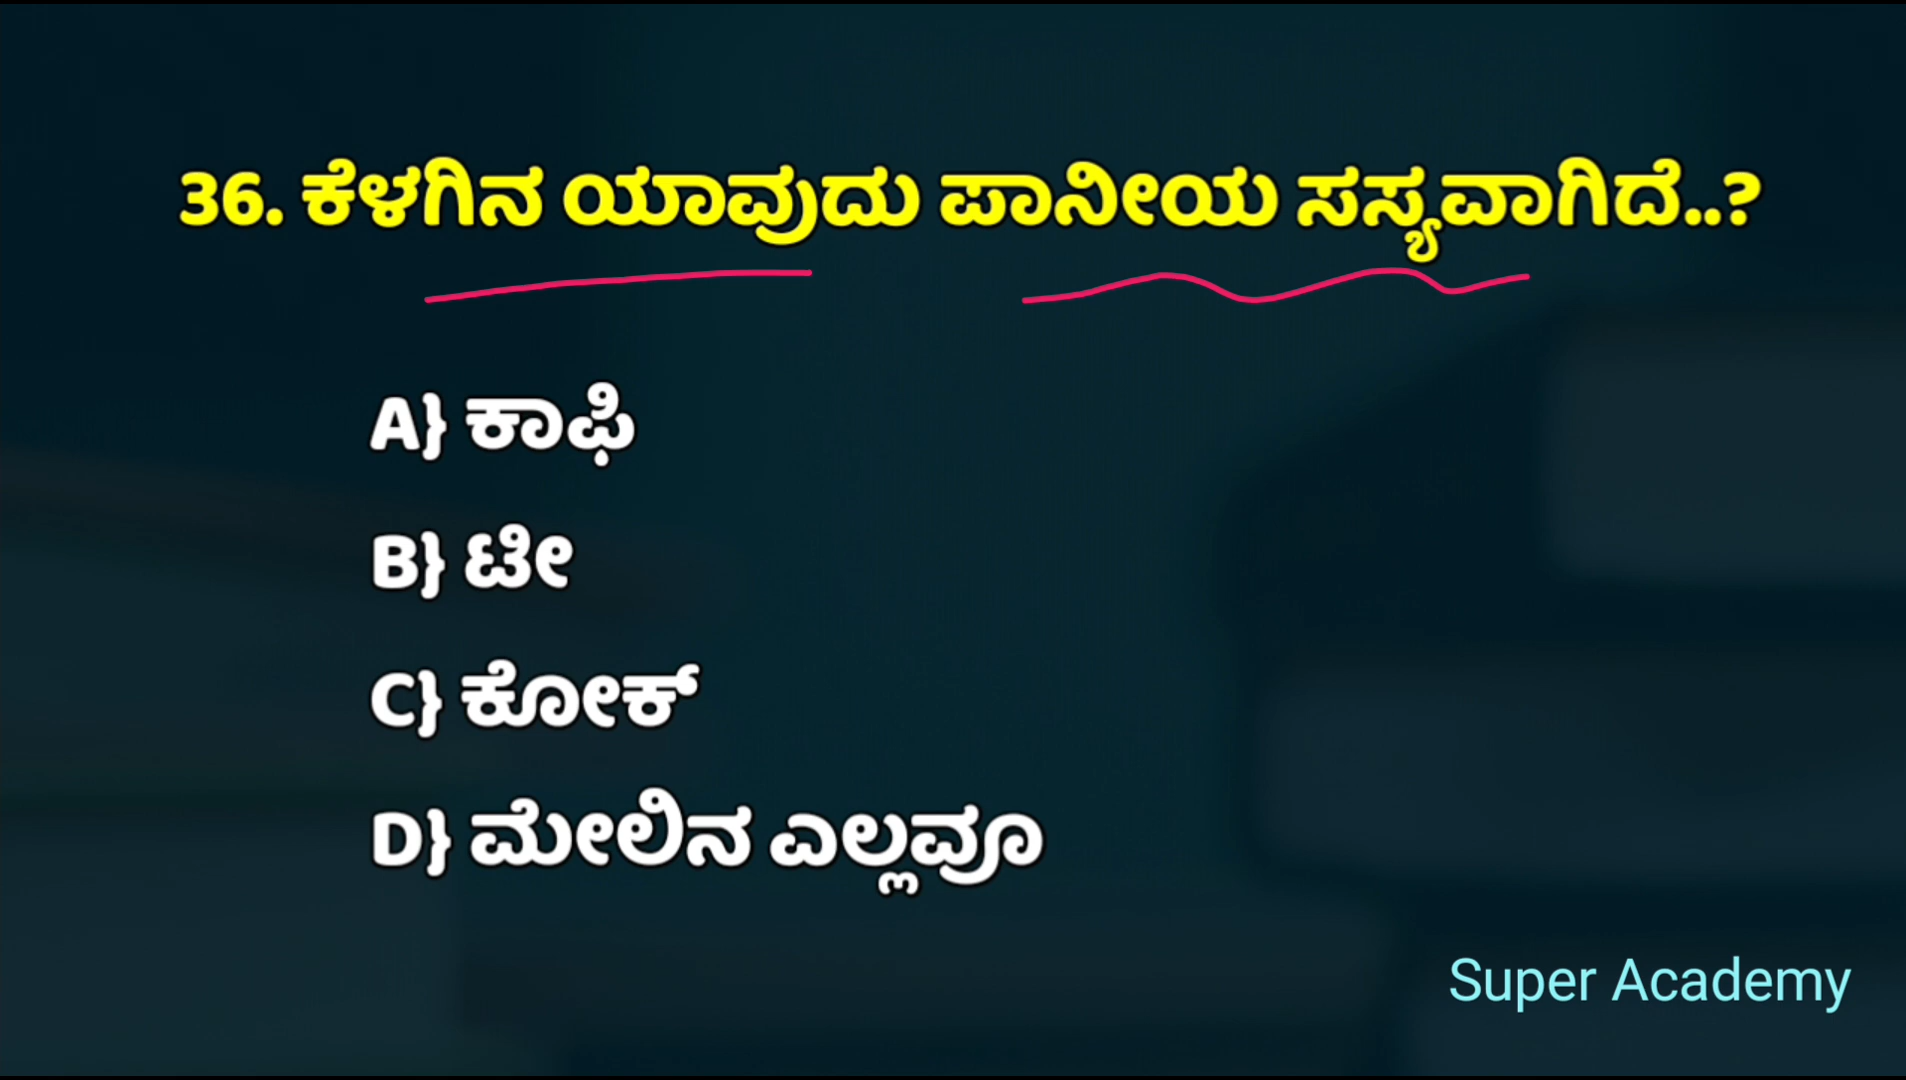 36. ಕೆಳಗಿನ ಯಾವುದು ಪಾನೀಯ ಸಸ್ಯವಾಗಿದೆ..?
A} ಕಾಫಿ
B} ಟೀ
C} ಕೋಕ್
D} ಮೇಲಿನ ಎಲ್ಲವೂ
Super Academy